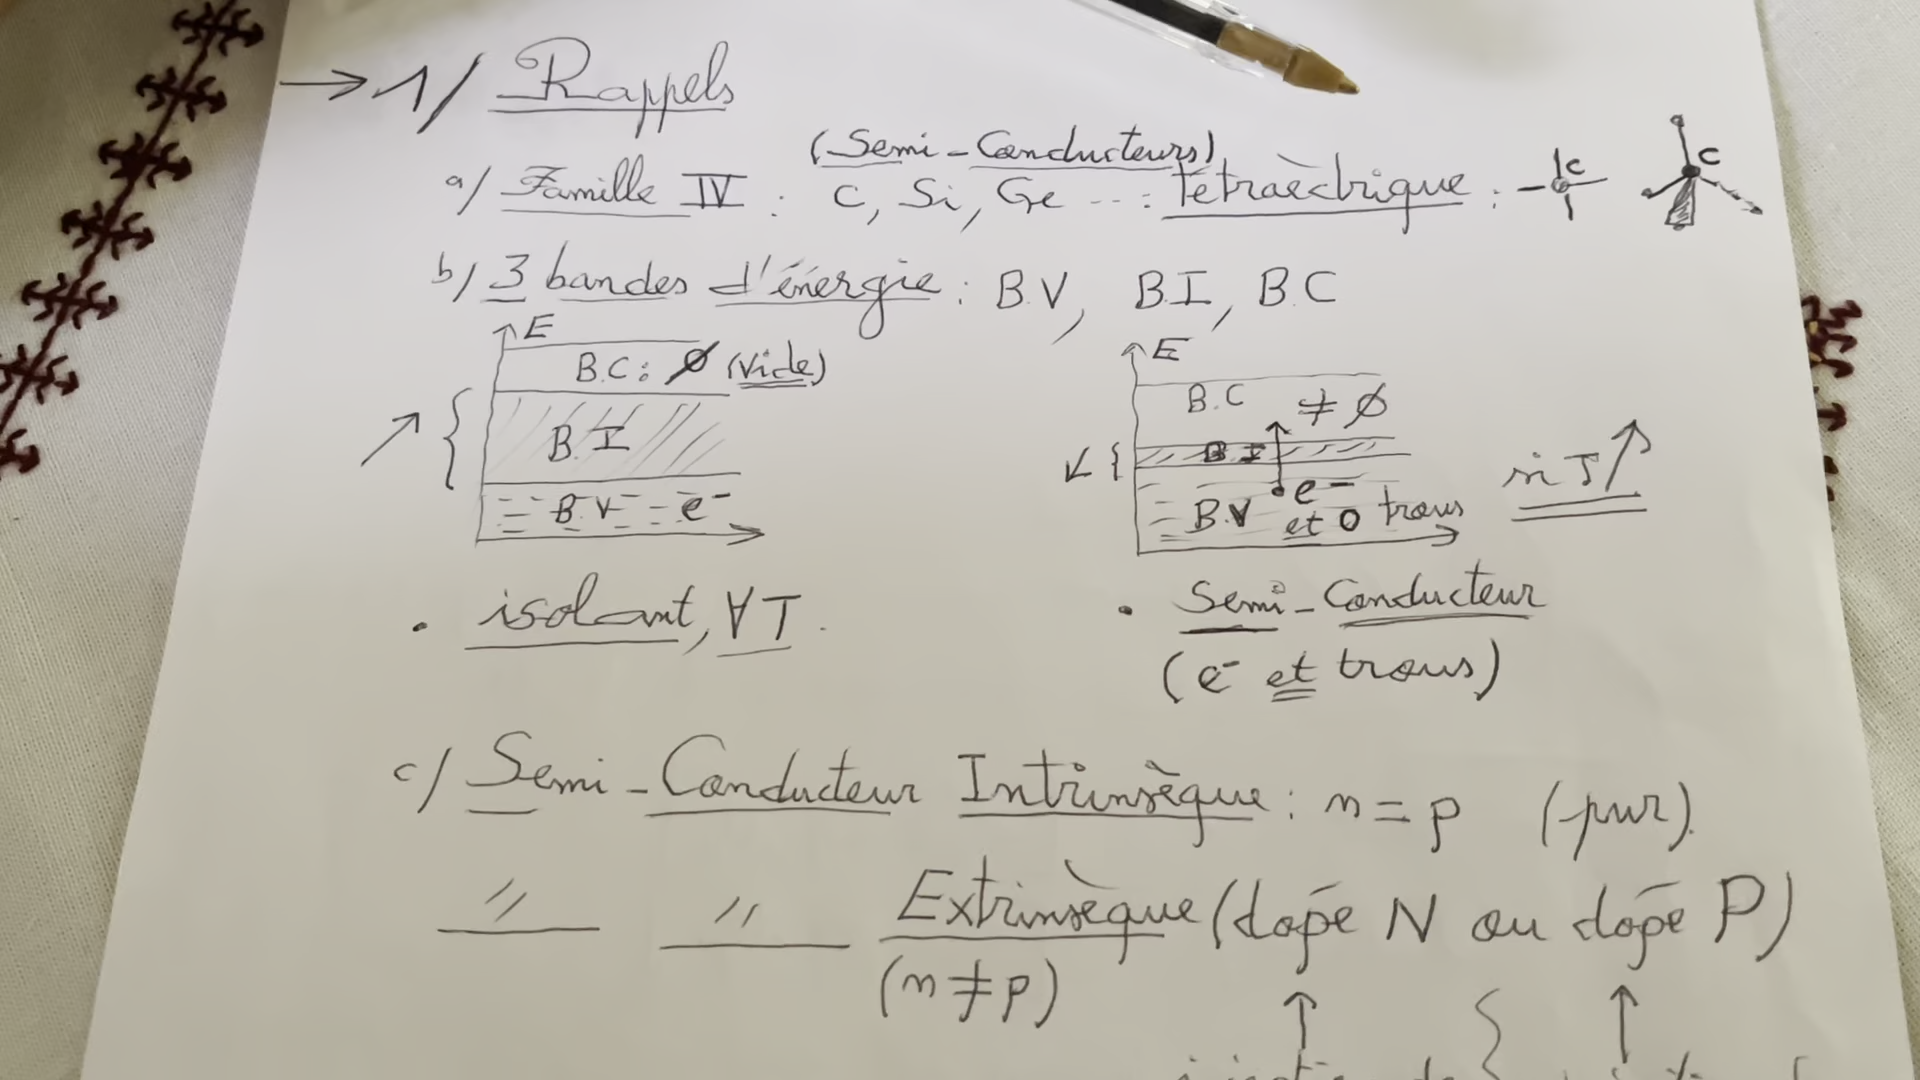 → 1/ Rappels
(Semi-Conducteurs)
a/ Famille IV : C, Si, Ge ... : tétraèdrique : C C
b/ 3 bandes d'énergie : B.V, B.I, B.C
E
B.C : ∅ (vide)
B.I
B.V e⁻
E
B.C ≠ ∅
B I
B.V e⁻
et o trous
si T ↗
• isolant, ∀T.
• Semi-Conducteur
(e⁻ et trous)
c/ Semi-Conducteur Intrinsèque : n = p (pur).
// // Extrinsèque (dopé N ou dopé P)
(n ≠ p)